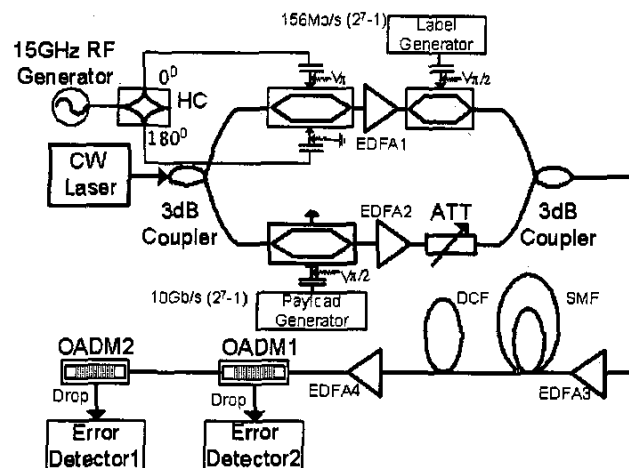 156Mb/s (2⁷-1)
Label
Generator
15GHz RF
Generator
0⁰
HC
180⁰
Vπ
Vπ/2
EDFA1
CW
Laser
3dB
Coupler
EDFA2
ATT
3dB
Coupler
Vπ/2
10Gb/s (2⁷-1)
Payload
Generator
DCF
SMF
OADM2
OADM1
EDFA4
EDFA3
Drop
Drop
Error
Detector1
Error
Detector2